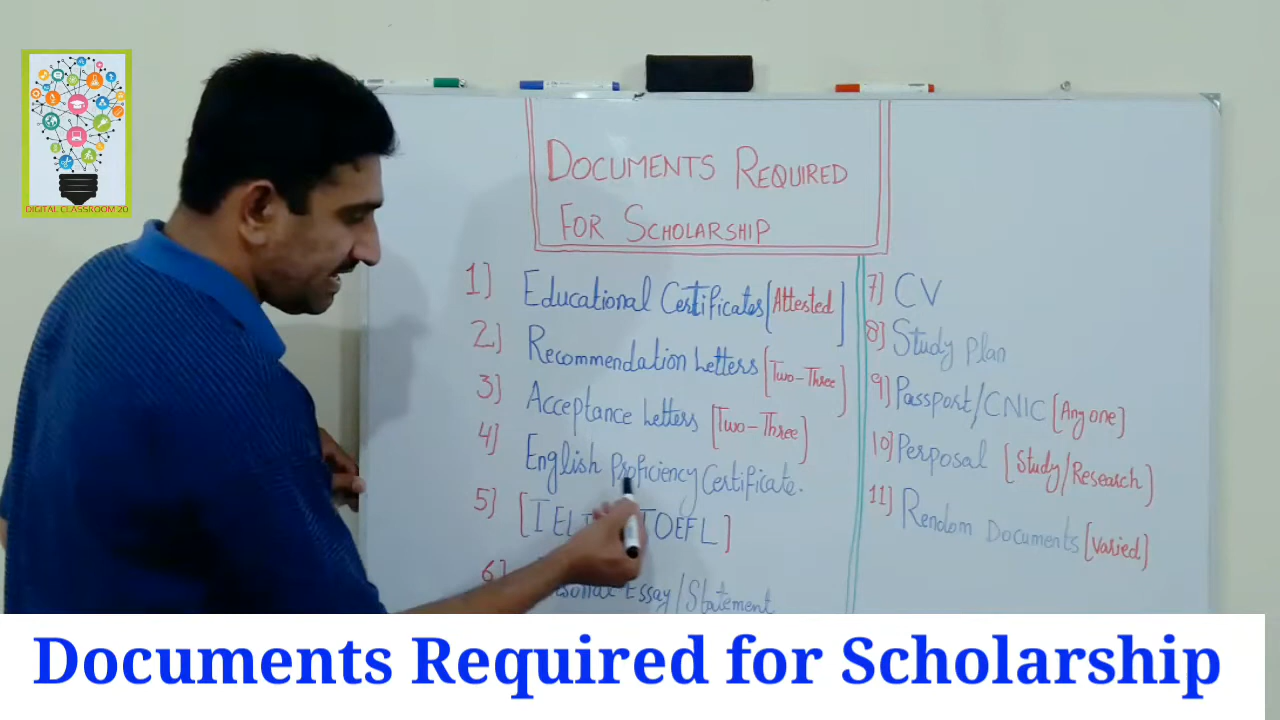 DIGITAL CLASSROOM 20
DOCUMENTS REQUIRED
FOR SCHOLARSHIP
1] Educational Certificates [Attested]
2] Recommendation Letters [Two-Three]
3] Acceptance Letters [Two-Three]
4] English Proficiency Certificate.
5] [IELTS TOEFL]
6] Essay/Statement
7] CV
8] Study Plan
9] Passport/CNIC [Any one]
10] Perposal [Study/Research]
11] Rendom Documents [Varied]
Documents Required for Scholarship